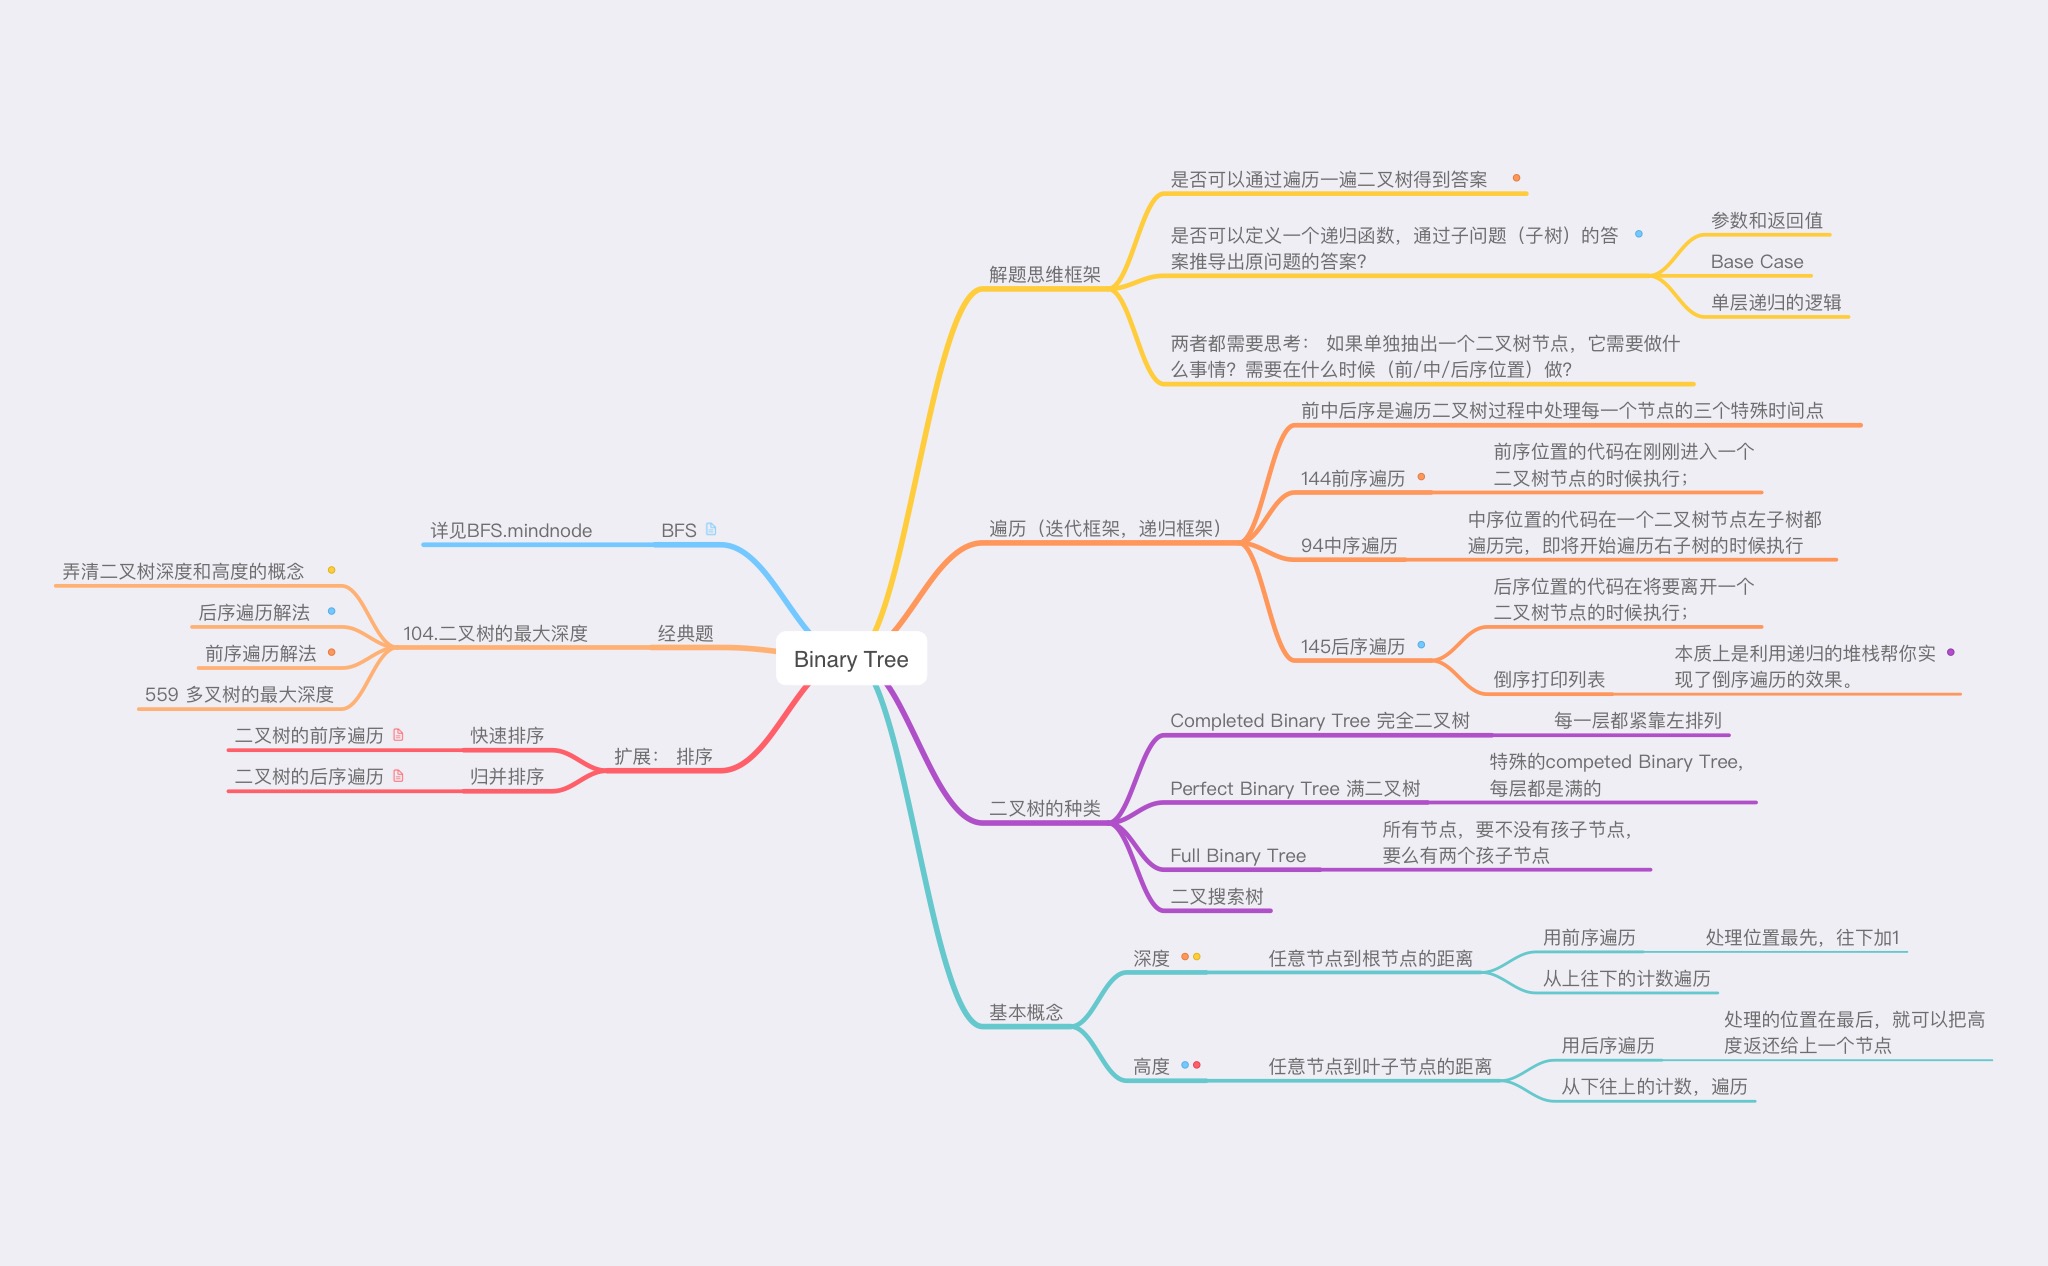 Binary Tree
解题思维框架
是否可以通过遍历一遍二叉树得到答案
是否可以定义一个递归函数，通过子问题（子树）的答
案推导出原问题的答案？
参数和返回值
Base Case
单层递归的逻辑
两者都需要思考： 如果单独抽出一个二叉树节点，它需要做什
么事情？需要在什么时候（前/中/后序位置）做？
遍历（迭代框架，递归框架）
前中后序是遍历二叉树过程中处理每一个节点的三个特殊时间点
144前序遍历
前序位置的代码在刚刚进入一个
二叉树节点的时候执行；
94中序遍历
中序位置的代码在一个二叉树节点左子树都
遍历完，即将开始遍历右子树的时候执行
145后序遍历
后序位置的代码在将要离开一个
二叉树节点的时候执行；
倒序打印列表
本质上是利用递归的堆栈帮你实
现了倒序遍历的效果。
二叉树的种类
Completed Binary Tree 完全二叉树
每一层都紧靠左排列
Perfect Binary Tree 满二叉树
特殊的competed Binary Tree,
每层都是满的
Full Binary Tree
所有节点，要不没有孩子节点，
要么有两个孩子节点
二叉搜索树
基本概念
深度
任意节点到根节点的距离
用前序遍历
处理位置最先，往下加1
从上往下的计数遍历
高度
任意节点到叶子节点的距离
用后序遍历
处理的位置在最后，就可以把高
度返还给上一个节点
从下往上的计数，遍历
BFS
详见BFS.mindnode
经典题
104.二叉树的最大深度
弄清二叉树深度和高度的概念
后序遍历解法
前序遍历解法
559 多叉树的最大深度
扩展： 排序
快速排序
二叉树的前序遍历
归并排序
二叉树的后序遍历